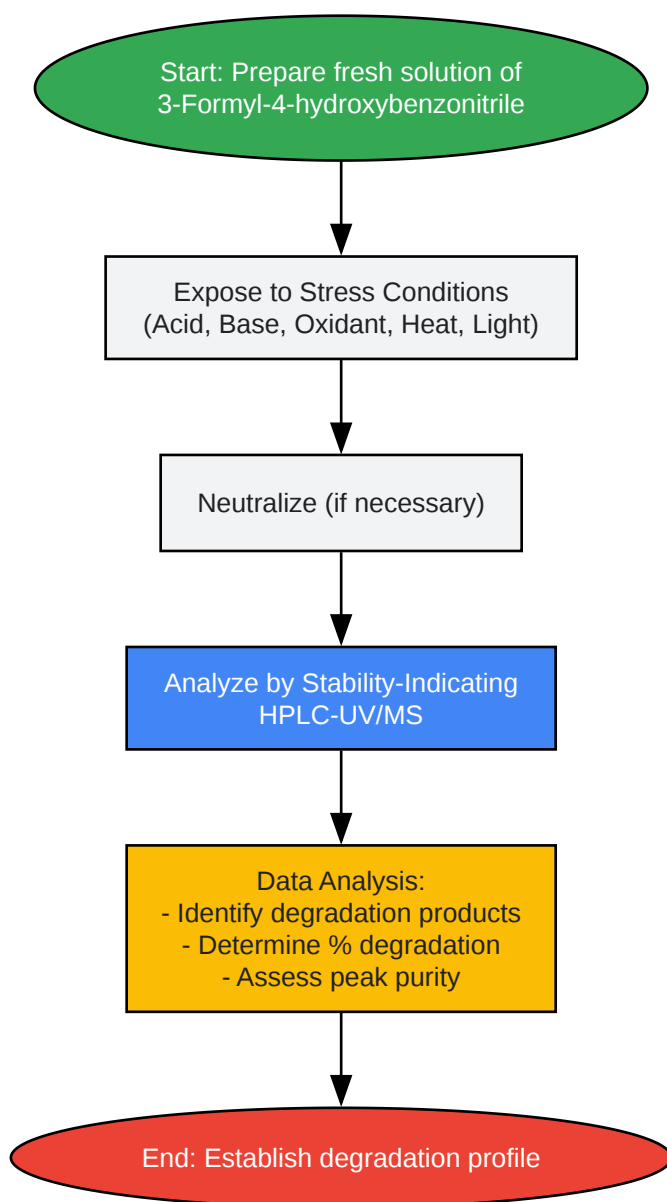 Start: Prepare fresh solution of
3-Formyl-4-hydroxybenzonitrile
Expose to Stress Conditions
(Acid, Base, Oxidant, Heat, Light)
Neutralize (if necessary)
Analyze by Stability-Indicating
HPLC-UV/MS
Data Analysis:
- Identify degradation products
- Determine % degradation
- Assess peak purity
End: Establish degradation profile